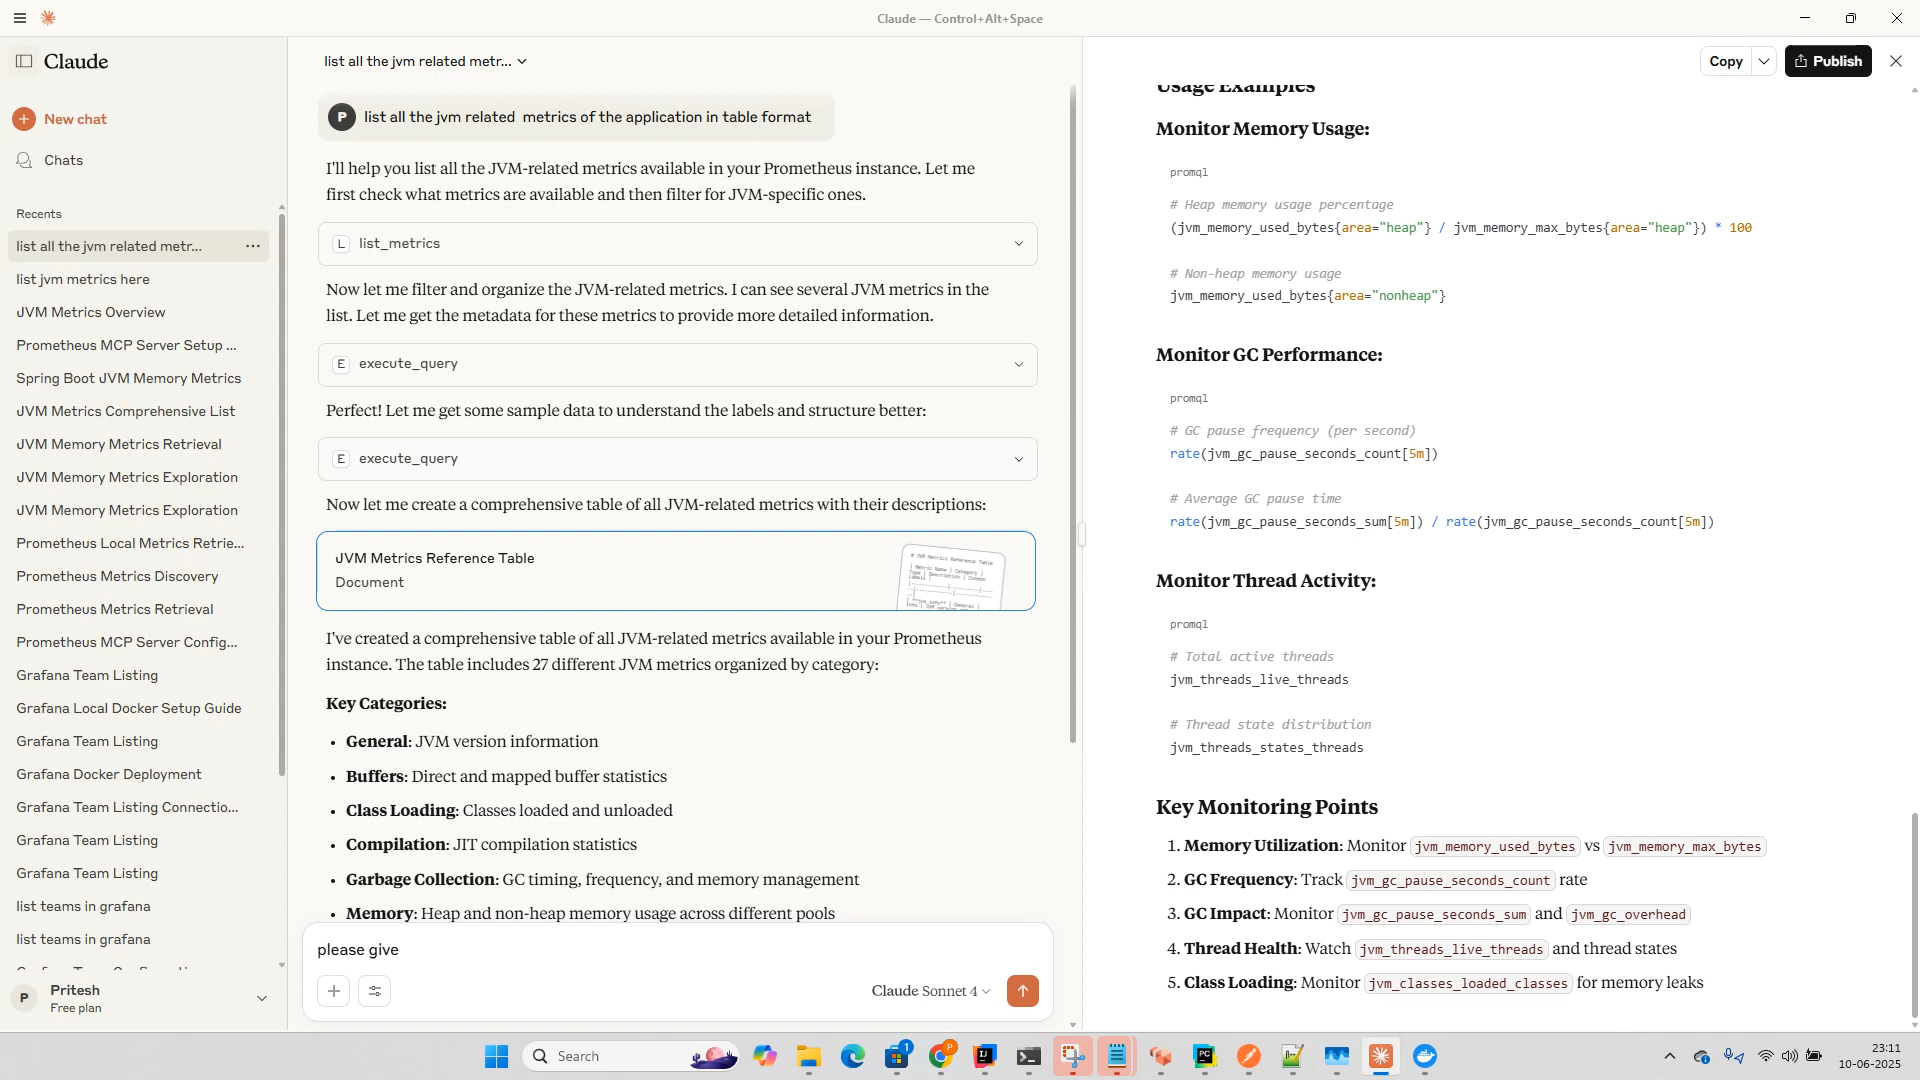 Claude — Control+Alt+Space
Claude
New chat
Chats
Recents
list all the jvm related metr...
list jvm metrics here
JVM Metrics Overview
Prometheus MCP Server Setup ...
Spring Boot JVM Memory Metrics
JVM Metrics Comprehensive List
JVM Memory Metrics Retrieval
JVM Memory Metrics Exploration
JVM Memory Metrics Exploration
Prometheus Local Metrics Retrie...
Prometheus Metrics Discovery
Prometheus Metrics Retrieval
Prometheus MCP Server Config...
Grafana Team Listing
Grafana Local Docker Setup Guide
Grafana Team Listing
Grafana Docker Deployment
Grafana Team Listing Connectio...
Grafana Team Listing
Grafana Team Listing
list teams in grafana
list teams in grafana
P
Pritesh
Free plan
list all the jvm related metr...
P
list all the jvm related metrics of the application in table format
I'll help you list all the JVM-related metrics available in your Prometheus instance. Let me
first check what metrics are available and then filter for JVM-specific ones.
L list_metrics
Now let me filter and organize the JVM-related metrics. I can see several JVM metrics in the
list. Let me get the metadata for these metrics to provide more detailed information.
E execute_query
Perfect! Let me get some sample data to understand the labels and structure better:
E execute_query
Now let me create a comprehensive table of all JVM-related metrics with their descriptions:
JVM Metrics Reference Table
Document
# JVM Metrics Reference Table
| Metric Name | Category |
Type | Description | Common
Labels |
I've created a comprehensive table of all JVM-related metrics available in your Prometheus
instance. The table includes 27 different JVM metrics organized by category:
Key Categories:
• General: JVM version information
• Buffers: Direct and mapped buffer statistics
• Class Loading: Classes loaded and unloaded
• Compilation: JIT compilation statistics
• Garbage Collection: GC timing, frequency, and memory management
• Memory: Heap and non-heap memory usage across different pools
please give
Claude Sonnet 4
Copy
Publish
Usage Examples
Monitor Memory Usage:
promql
# Heap memory usage percentage
(jvm_memory_used_bytes{area="heap"} / jvm_memory_max_bytes{area="heap"}) * 100
# Non-heap memory usage
jvm_memory_used_bytes{area="nonheap"}
Monitor GC Performance:
promql
# GC pause frequency (per second)
rate(jvm_gc_pause_seconds_count[5m])
# Average GC pause time
rate(jvm_gc_pause_seconds_sum[5m]) / rate(jvm_gc_pause_seconds_count[5m])
Monitor Thread Activity:
promql
# Total active threads
jvm_threads_live_threads
# Thread state distribution
jvm_threads_states_threads
Key Monitoring Points
1. Memory Utilization: Monitor jvm_memory_used_bytes vs jvm_memory_max_bytes
2. GC Frequency: Track jvm_gc_pause_seconds_count rate
3. GC Impact: Monitor jvm_gc_pause_seconds_sum and jvm_gc_overhead
4. Thread Health: Watch jvm_threads_live_threads and thread states
5. Class Loading: Monitor jvm_classes_loaded_classes for memory leaks
Search
1
P
PC
23:11
10-06-2025